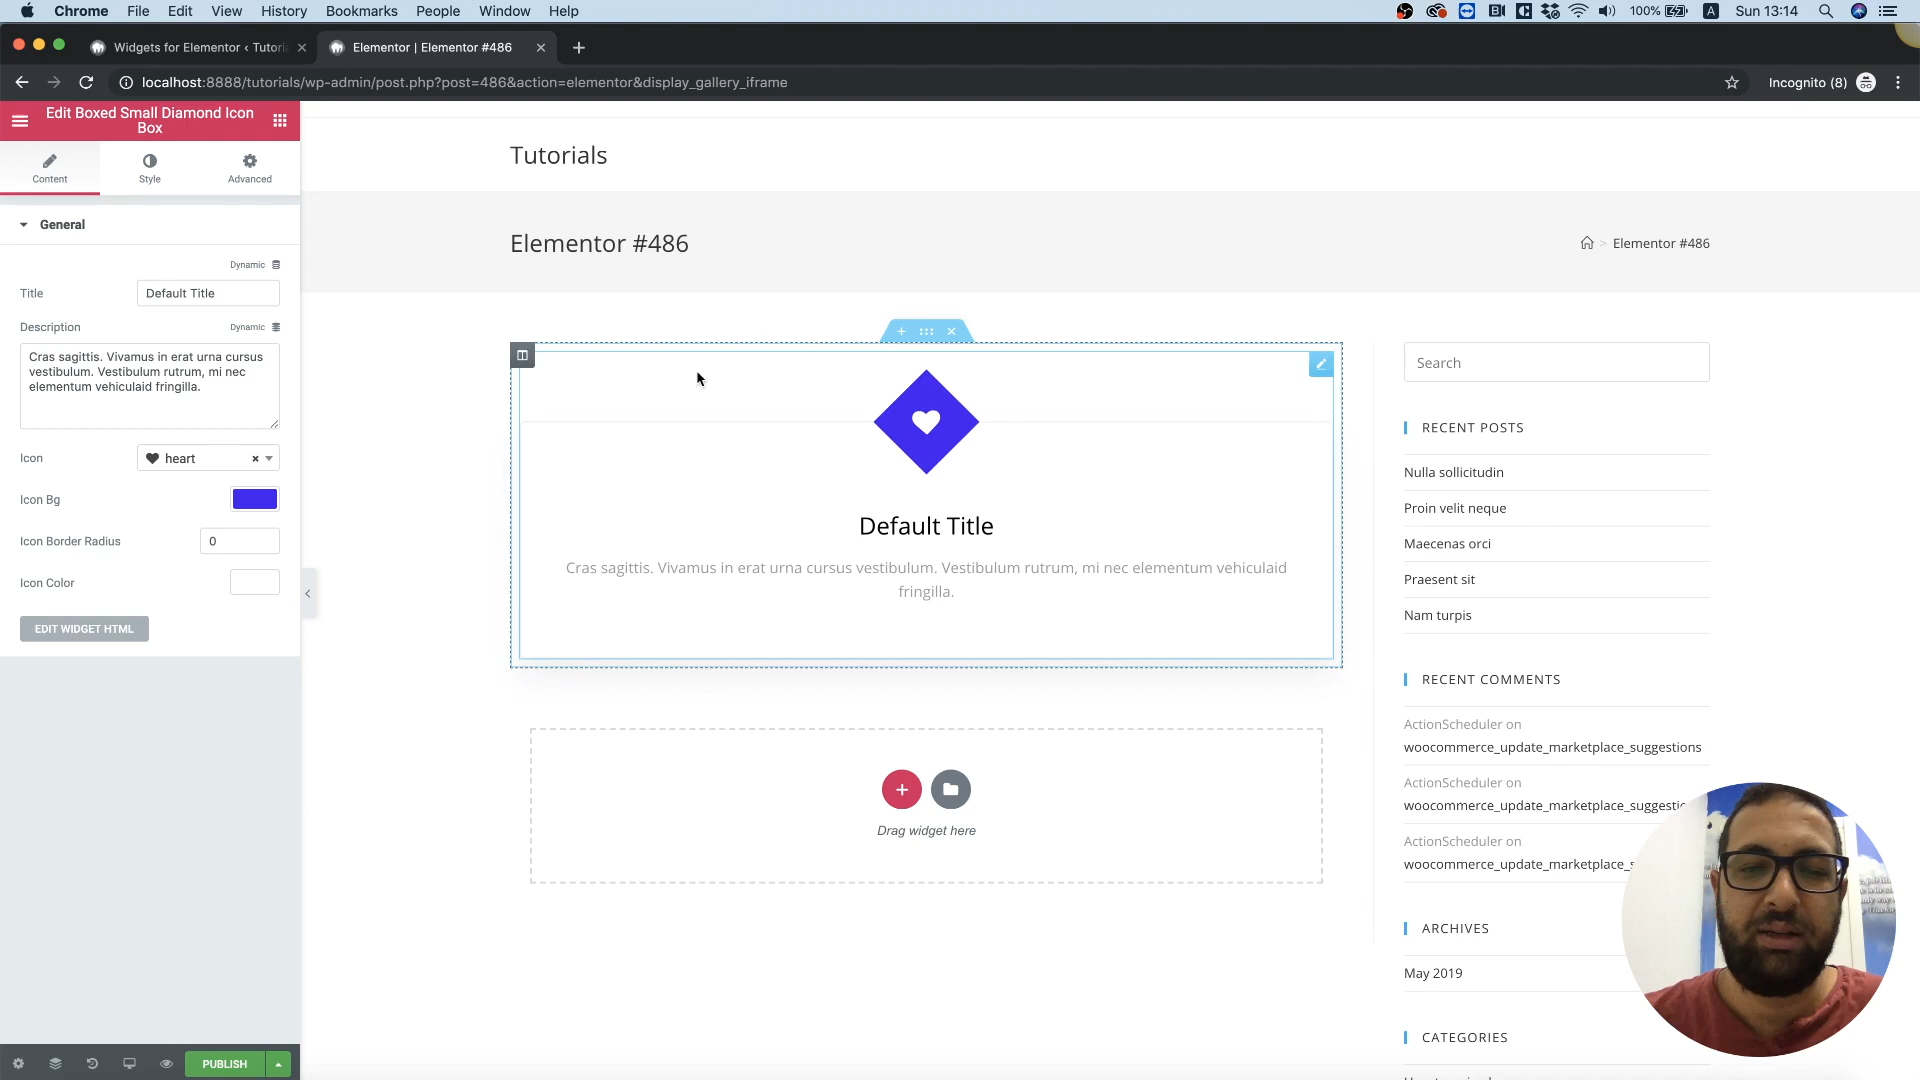 Chrome File Edit View History Bookmarks People Window Help
100% A Sun 13:14
Widgets for Elementor ‹ Tutori
Elementor | Elementor #486
localhost:8888/tutorials/wp-admin/post.php?post=486&action=elementor&display_gallery_iframe
Incognito (8)
Edit Boxed Small Diamond Icon
Box
Content
Style
Advanced
General
Dynamic
Title
Default Title
Description
Dynamic
Cras sagittis. Vivamus in erat urna cursus
vestibulum. Vestibulum rutrum, mi nec
elementum vehiculaid fringilla.
Icon
heart
Icon Bg
Icon Border Radius
0
Icon Color
EDIT WIDGET HTML
PUBLISH
Tutorials
Elementor #486
> Elementor #486
Default Title
Cras sagittis. Vivamus in erat urna cursus vestibulum. Vestibulum rutrum, mi nec elementum vehiculaid
fringilla.
Drag widget here
Search
RECENT POSTS
Nulla sollicitudin
Proin velit neque
Maecenas orci
Praesent sit
Nam turpis
RECENT COMMENTS
ActionScheduler on
woocommerce_update_marketplace_suggestions
ActionScheduler on
woocommerce_update_marketplace_suggesti
ActionScheduler on
woocommerce_update_marketplace_s
ARCHIVES
May 2019
CATEGORIES